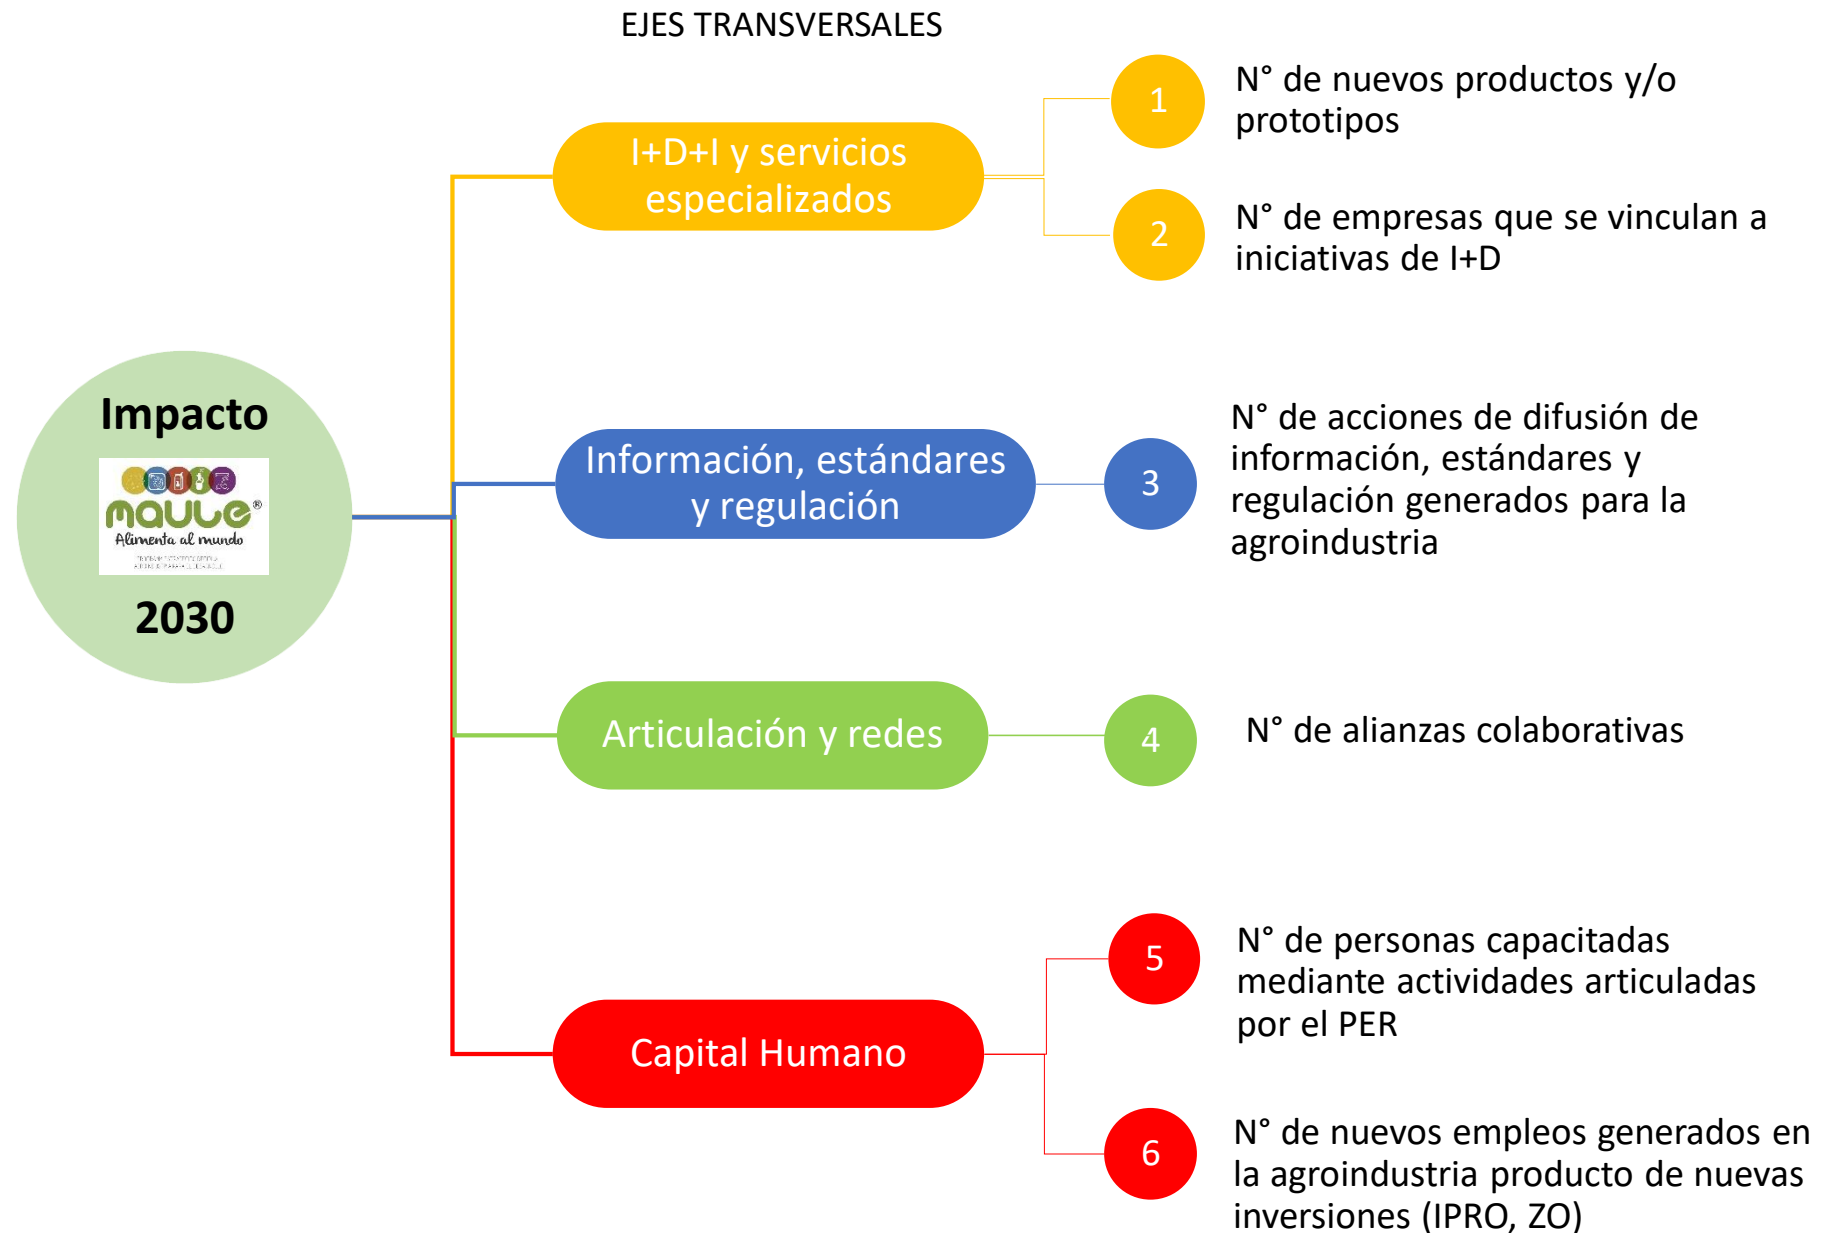 EJES TRANSVERSALES
Impacto
maule®
Alimenta al mundo
2030
I+D+I y servicios
especializados
1
N° de nuevos productos y/o
prototipos
2
N° de empresas que se vinculan a
iniciativas de I+D
Información, estándares
y regulación
3
N° de acciones de difusión de
información, estándares y
regulación generados para la
agroindustria
Articulación y redes
4
N° de alianzas colaborativas
Capital Humano
5
N° de personas capacitadas
mediante actividades articuladas
por el PER
6
N° de nuevos empleos generados en
la agroindustria producto de nuevas
inversiones (IPRO, ZO)